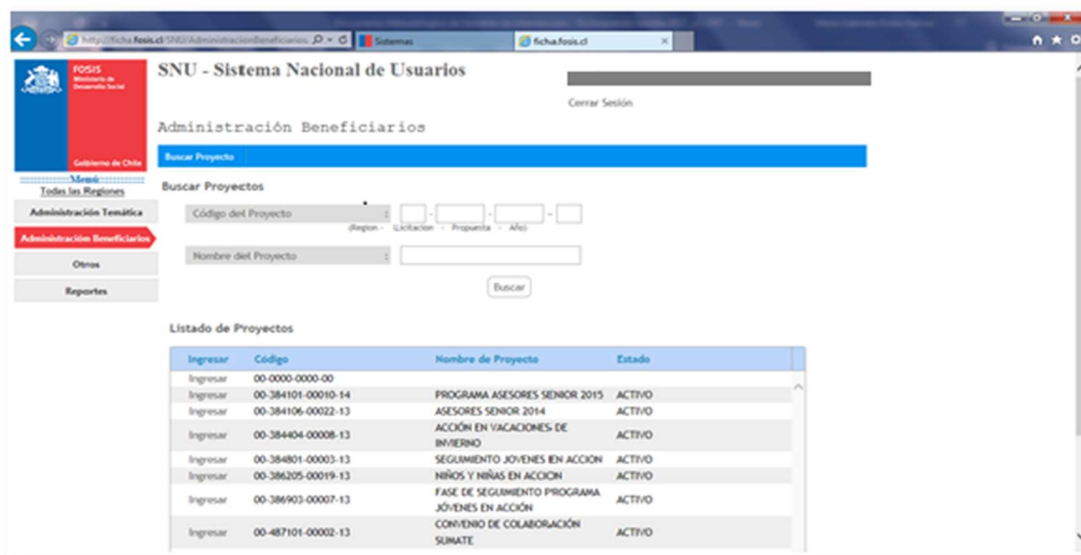 http://ficha.fosis.cl/SNU/AdministracionBeneficiarios
Sistemas
ficha.fosis.cl
FOSIS
Ministerio de
Desarrollo Social
Gobierno de Chile
SNU - Sistema Nacional de Usuarios
Cerrar Sesión
Administración Beneficiarios
Buscar Proyecto
Menú
Todas las Regiones
Administración Temática
Administración Beneficiarios
Otros
Reportes
Buscar Proyectos
Código del Proyecto :
(Region - Licitacion - Propuesta - Año)
Nombre del Proyecto :
Buscar
Listado de Proyectos
Ingresar Código Nombre de Proyecto Estado
Ingresar 00-0000-0000-00
Ingresar 00-384101-00010-14 PROGRAMA ASESORES SENIOR 2015 ACTIVO
Ingresar 00-384106-00022-13 ASESORES SENIOR 2014 ACTIVO
Ingresar 00-384404-00008-13 ACCIÓN EN VACACIONES DE INVIERNO ACTIVO
Ingresar 00-384801-00003-13 SEGUIMIENTO JOVENES EN ACCION ACTIVO
Ingresar 00-386205-00019-13 NIÑOS Y NIÑAS EN ACCION ACTIVO
Ingresar 00-386903-00007-13 FASE DE SEGUIMIENTO PROGRAMA JÓVENES EN ACCIÓN ACTIVO
Ingresar 00-487101-00002-13 CONVENIO DE COLABORACIÓN SUMATE ACTIVO